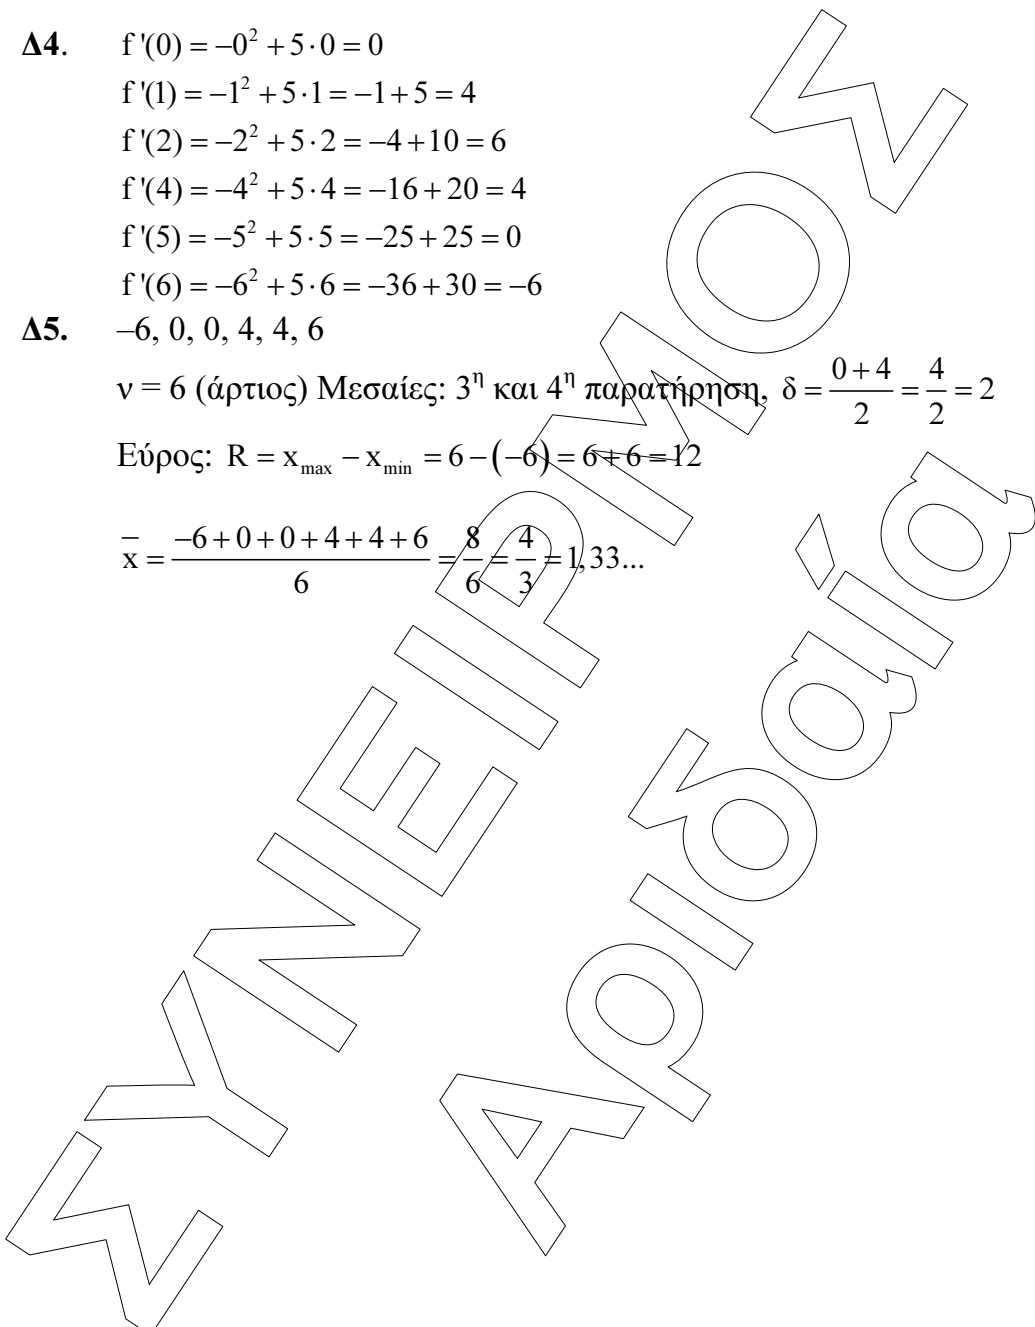 Δ4. f '(0) = −0² + 5·0 = 0
f '(1) = −1² + 5·1 = −1 + 5 = 4
f '(2) = −2² + 5·2 = −4 + 10 = 6
f '(4) = −4² + 5·4 = −16 + 20 = 4
f '(5) = −5² + 5·5 = −25 + 25 = 0
f '(6) = −6² + 5·6 = −36 + 30 = −6
Δ5. –6, 0, 0, 4, 4, 6
ν = 6 (άρτιος) Μεσαίες: 3η και 4η παρατήρηση, δ = (0 + 4)/2 = 4/2 = 2
Εύρος: R = x_max − x_min = 6 − (−6) = 6 + 6 = 12
x̄ = (−6 + 0 + 0 + 4 + 4 + 6)/6 = 8/6 = 4/3 = 1,33...
ΣΥΝΕΙΡΜΟΣ
Αριδαία